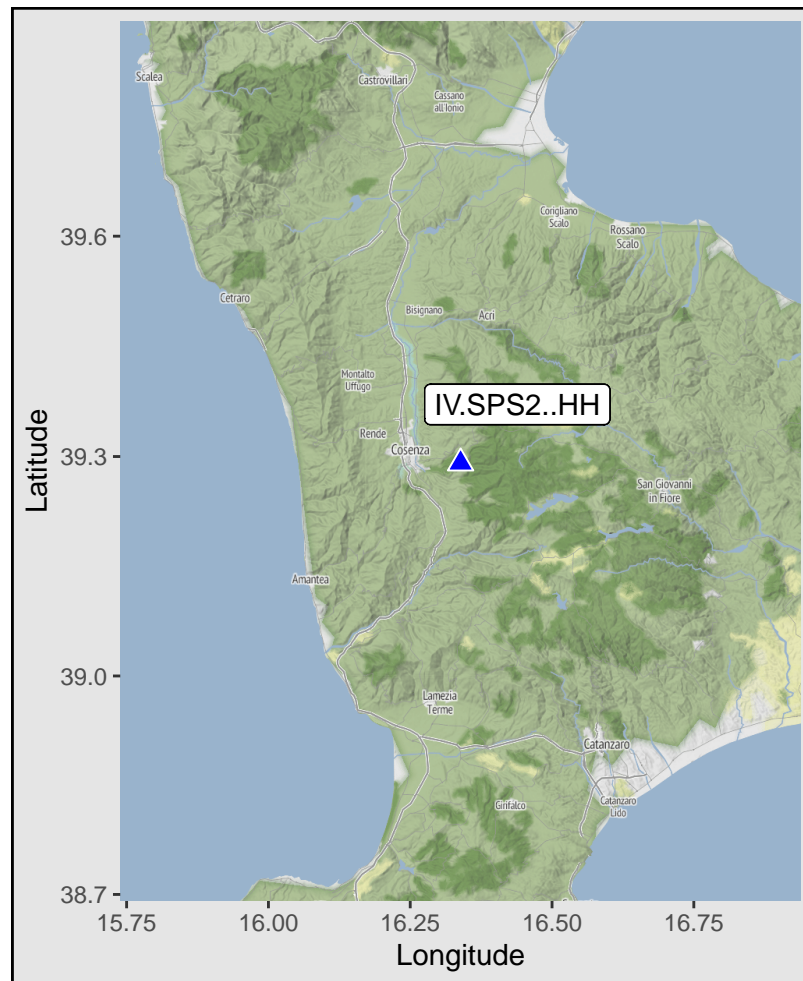 Scalea
Castrovillari
Cassano
all'Ionio
39.6
Corigliano
Scalo
Rossano
Scalo
Cetraro
Bisignano
Acri
Montalto
Uffugo
IV.SPS2..HH
Rende
Cosenza
39.3
San Giovanni
in Fiore
Latitude
Amantea
39.0
Lamezia
Terme
Catanzaro
Girifalco
Catanzaro
Lido
38.7
15.75 16.00 16.25 16.50 16.75
Longitude